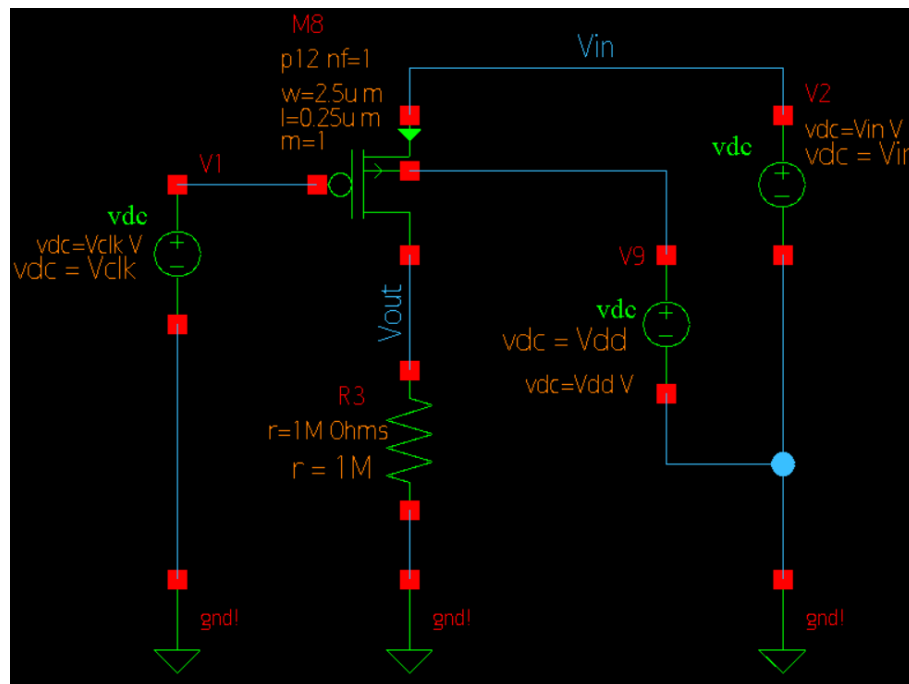 M8
p12 nf=1
w=2.5u m
l=0.25u m
m=1
Vin
V2
vdc=Vin V
vdc = Vin
vdc
V1
vdc
vdc=Vclk V
vdc = Vclk
V9
vdc
vdc = Vdd
vdc=Vdd V
Vout
R3
r=1M Ohms
r = 1M
gnd!
gnd!
gnd!